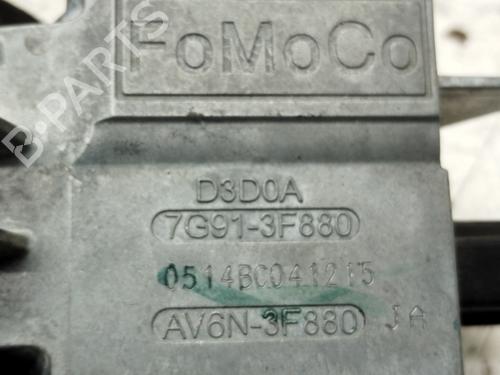 FoMoCo
B-PARTS
D3D0A
7G91-3F880
0514BC041215
AV6N-3F880 JA